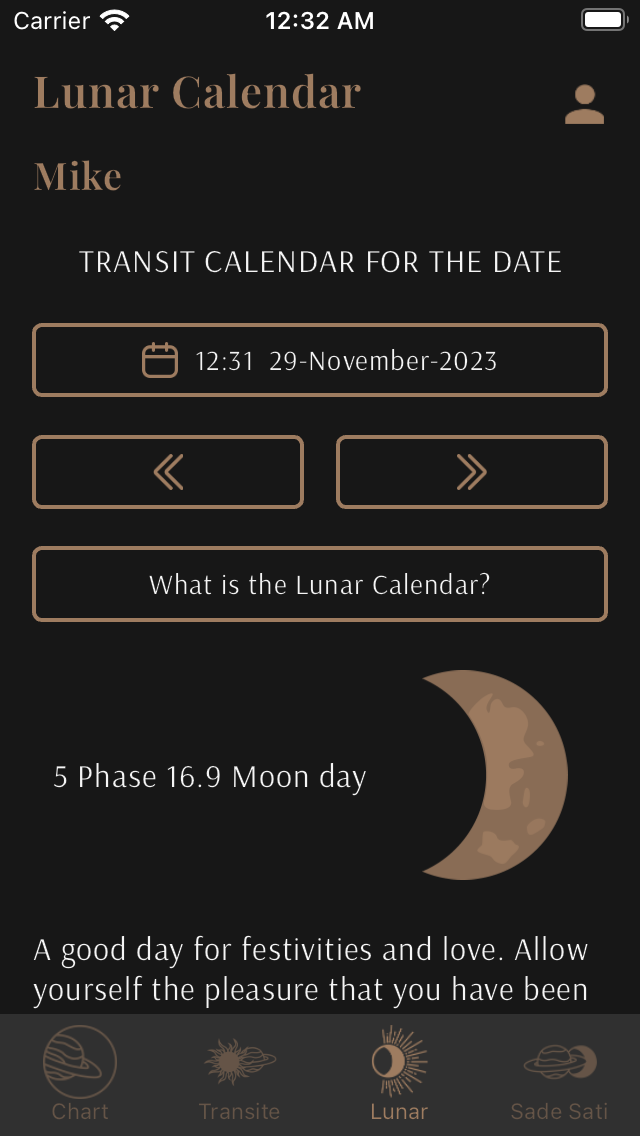 Carrier 12:32 AM
Lunar Calendar
Mike
TRANSIT CALENDAR FOR THE DATE
12:31 29-November-2023
What is the Lunar Calendar?
5 Phase 16.9 Moon day
A good day for festivities and love. Allow
yourself the pleasure that you have been
Chart Transite Lunar Sade Sati